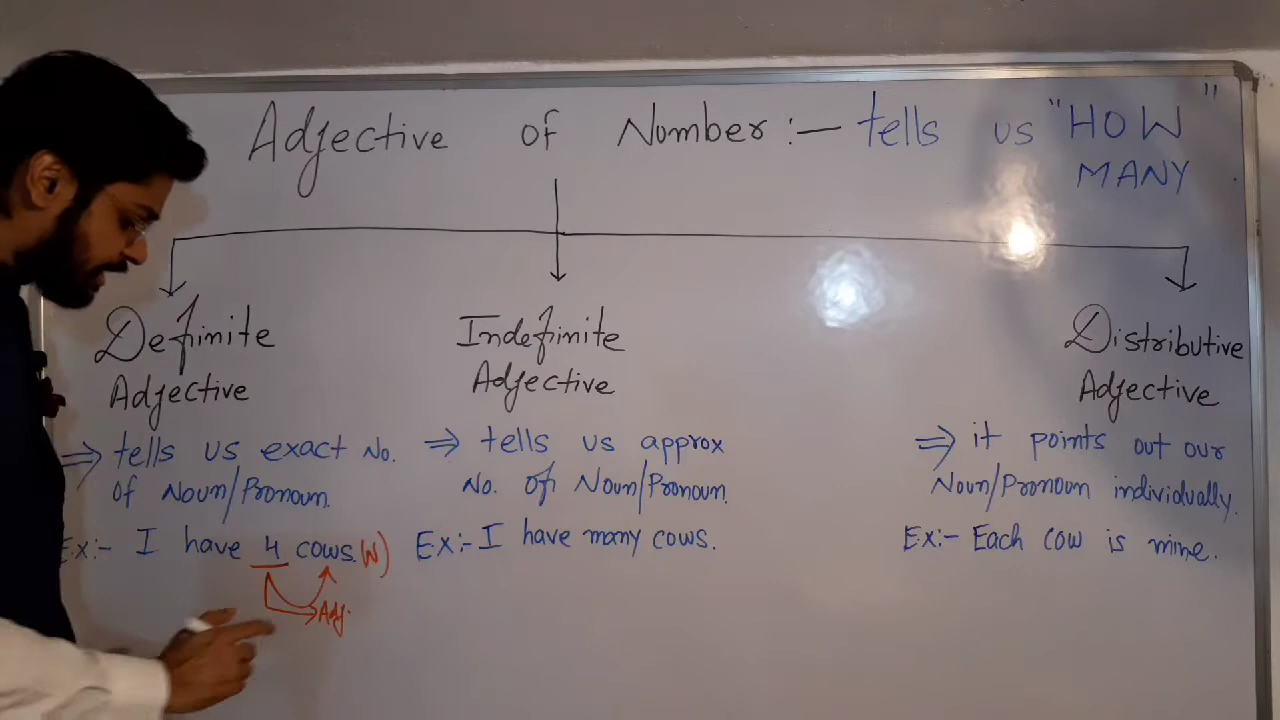 Adjective of Number :- tells us "HOW MANY"
Definite
Adjective
⇒ tells us exact No.
of Noun/Pronoun.
Ex:- I have 4 cows. N)
Adj.
Indefinite
Adjective
⇒ tells us approx
No. of Noun/Pronoun.
Ex:- I have many cows.
Distributive
Adjective
⇒ it points out our
Noun/Pronoun individually.
Ex:- Each cow is mine.